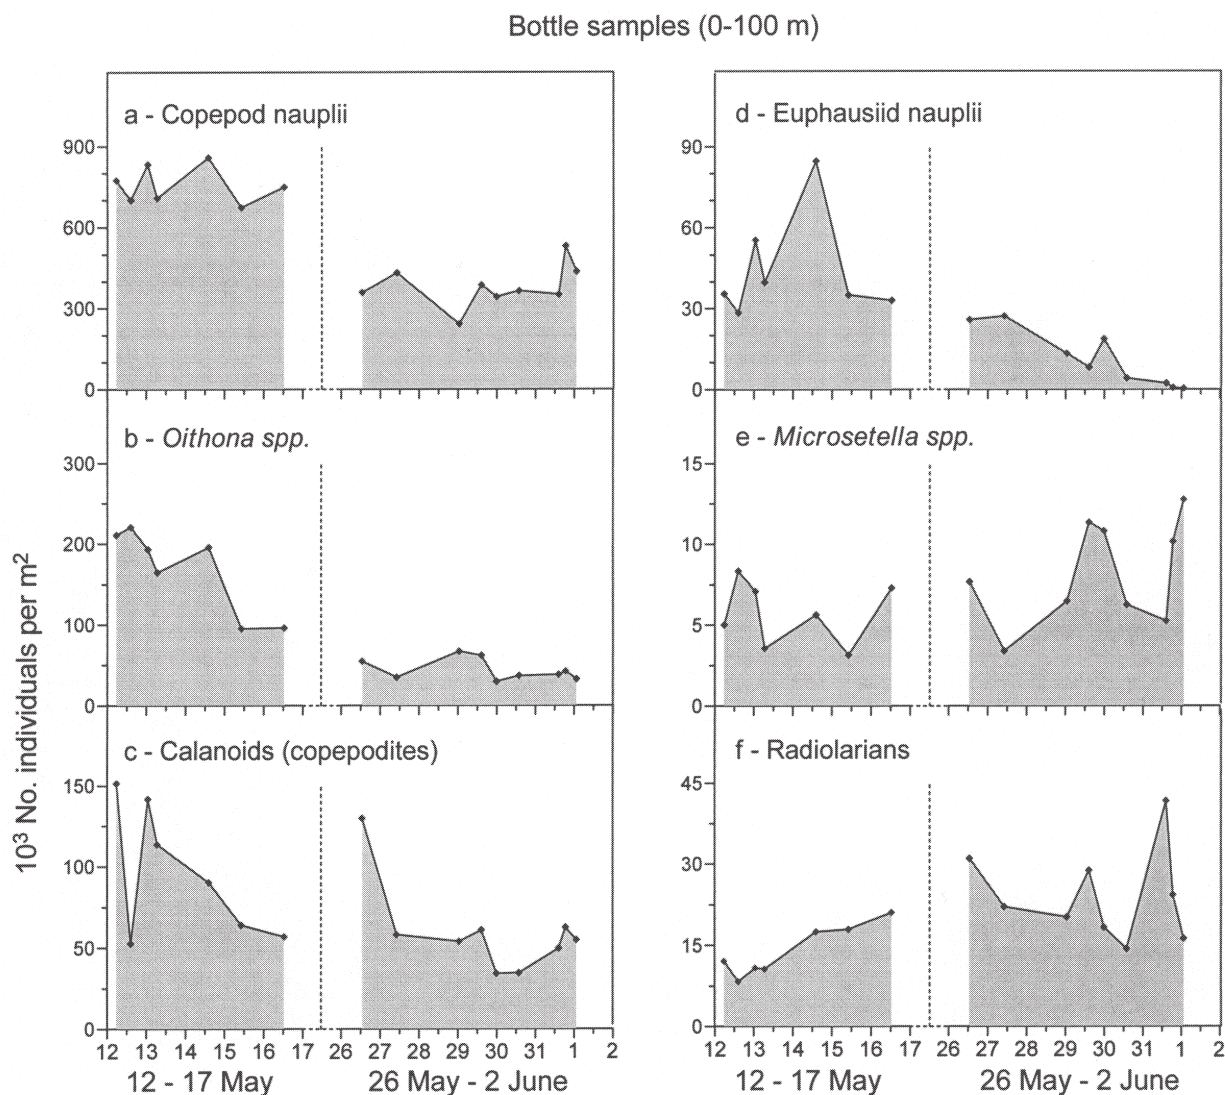 Bottle samples (0-100 m)
a - Copepod nauplii
900
600
300
0
b - Oithona spp.
300
200
100
0
c - Calanoids (copepodites)
150
100
50
0
12 13 14 15 16 17 26 27 28 29 30 31 1 2
12 - 17 May 26 May - 2 June
10³ No. individuals per m²
d - Euphausiid nauplii
90
60
30
0
e - Microsetella spp.
15
10
5
0
f - Radiolarians
45
30
15
0
12 13 14 15 16 17 26 27 28 29 30 31 1 2
12 - 17 May 26 May - 2 June